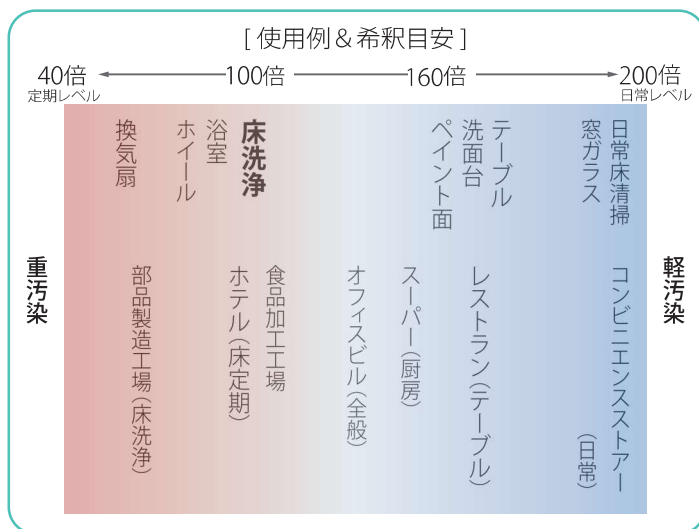 [ 使用例＆希釈目安 ]
40倍 100倍 160倍 200倍
定期レベル 日常レベル
重汚染
換気扇
ホイール
浴室
床洗浄
ペイント面
洗面台
テーブル
窓ガラス
日常床清掃
部品製造工場(床洗浄)
ホテル(床定期)
食品加工工場
オフィスビル(全般)
スーパー(厨房)
レストラン(テーブル)
コンビニエンスストアー
(日常)
軽汚染